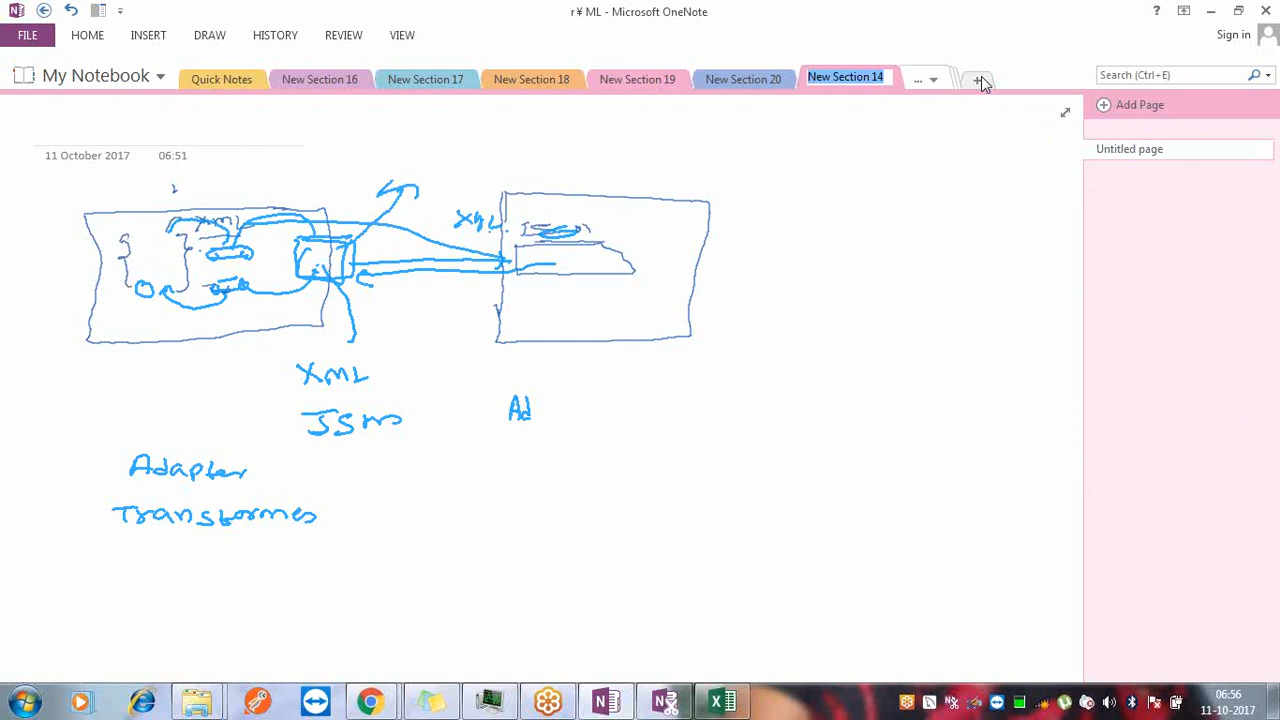 r ¥ ML - Microsoft OneNote
?
FILE HOME INSERT DRAW HISTORY REVIEW VIEW
Sign in
My Notebook
Quick Notes
New Section 16
New Section 17
New Section 18
New Section 19
New Section 20
New Section 14
...
Search (Ctrl+E)
Add Page
Untitled page
11 October 2017 06:51
XML
XML
Ad
Adapter
Transformes
06:56
11-10-2017